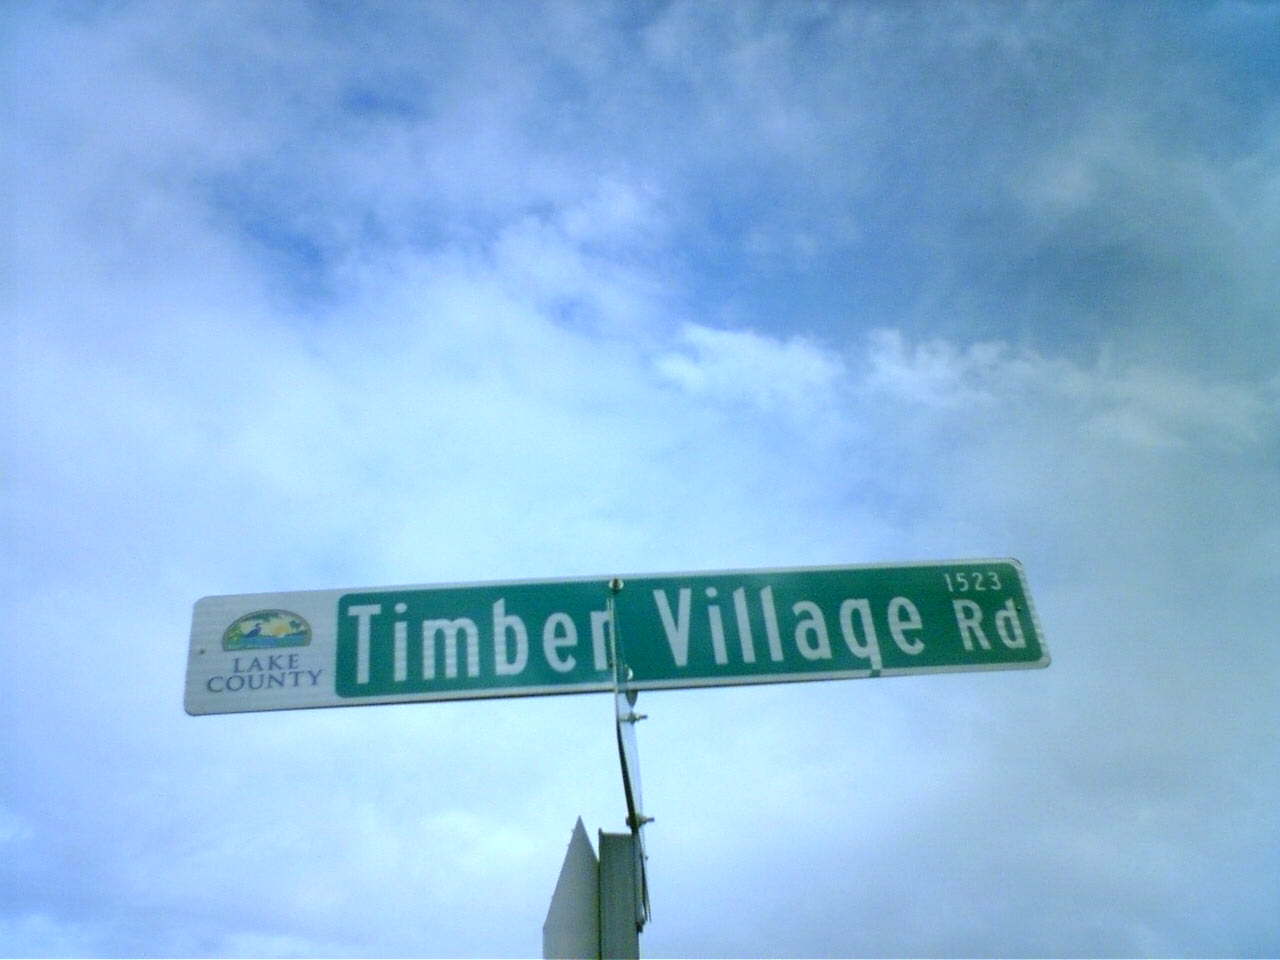 LAKE
COUNTY
Timber Village Rd
1523